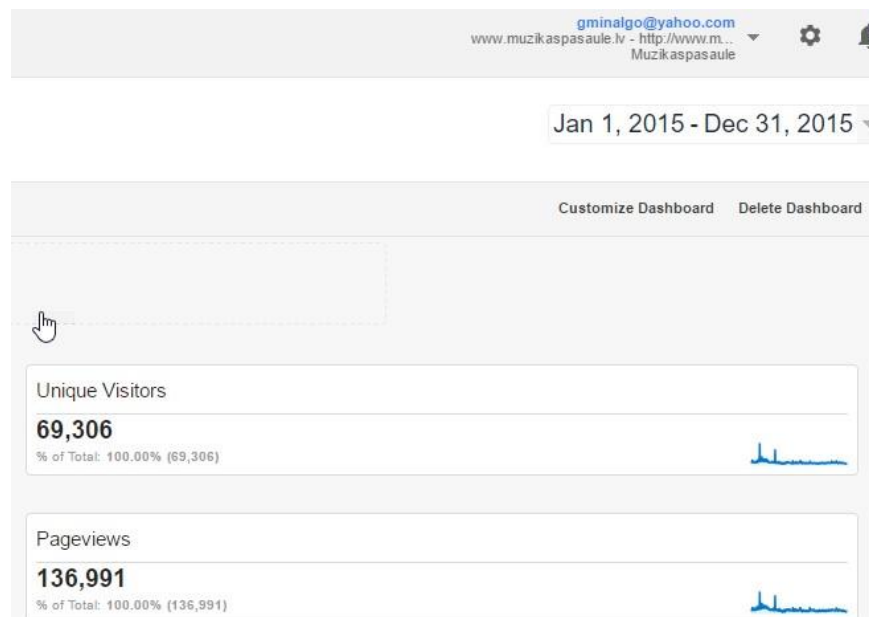 gminalgo@yahoo.com
www.muzikaspasaule.lv - http://www.m...
Muzikaspasaule
Jan 1, 2015 - Dec 31, 2015
Customize Dashboard Delete Dashboard
Unique Visitors
69,306
% of Total: 100.00% (69,306)
Pageviews
136,991
% of Total: 100.00% (136,991)